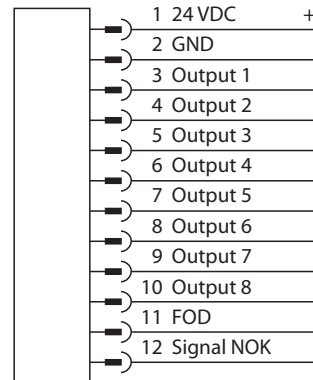 1 24 VDC +
2 GND
3 Output 1
4 Output 2
5 Output 3
6 Output 4
7 Output 5
8 Output 6
9 Output 7
10 Output 8
11 FOD
12 Signal NOK